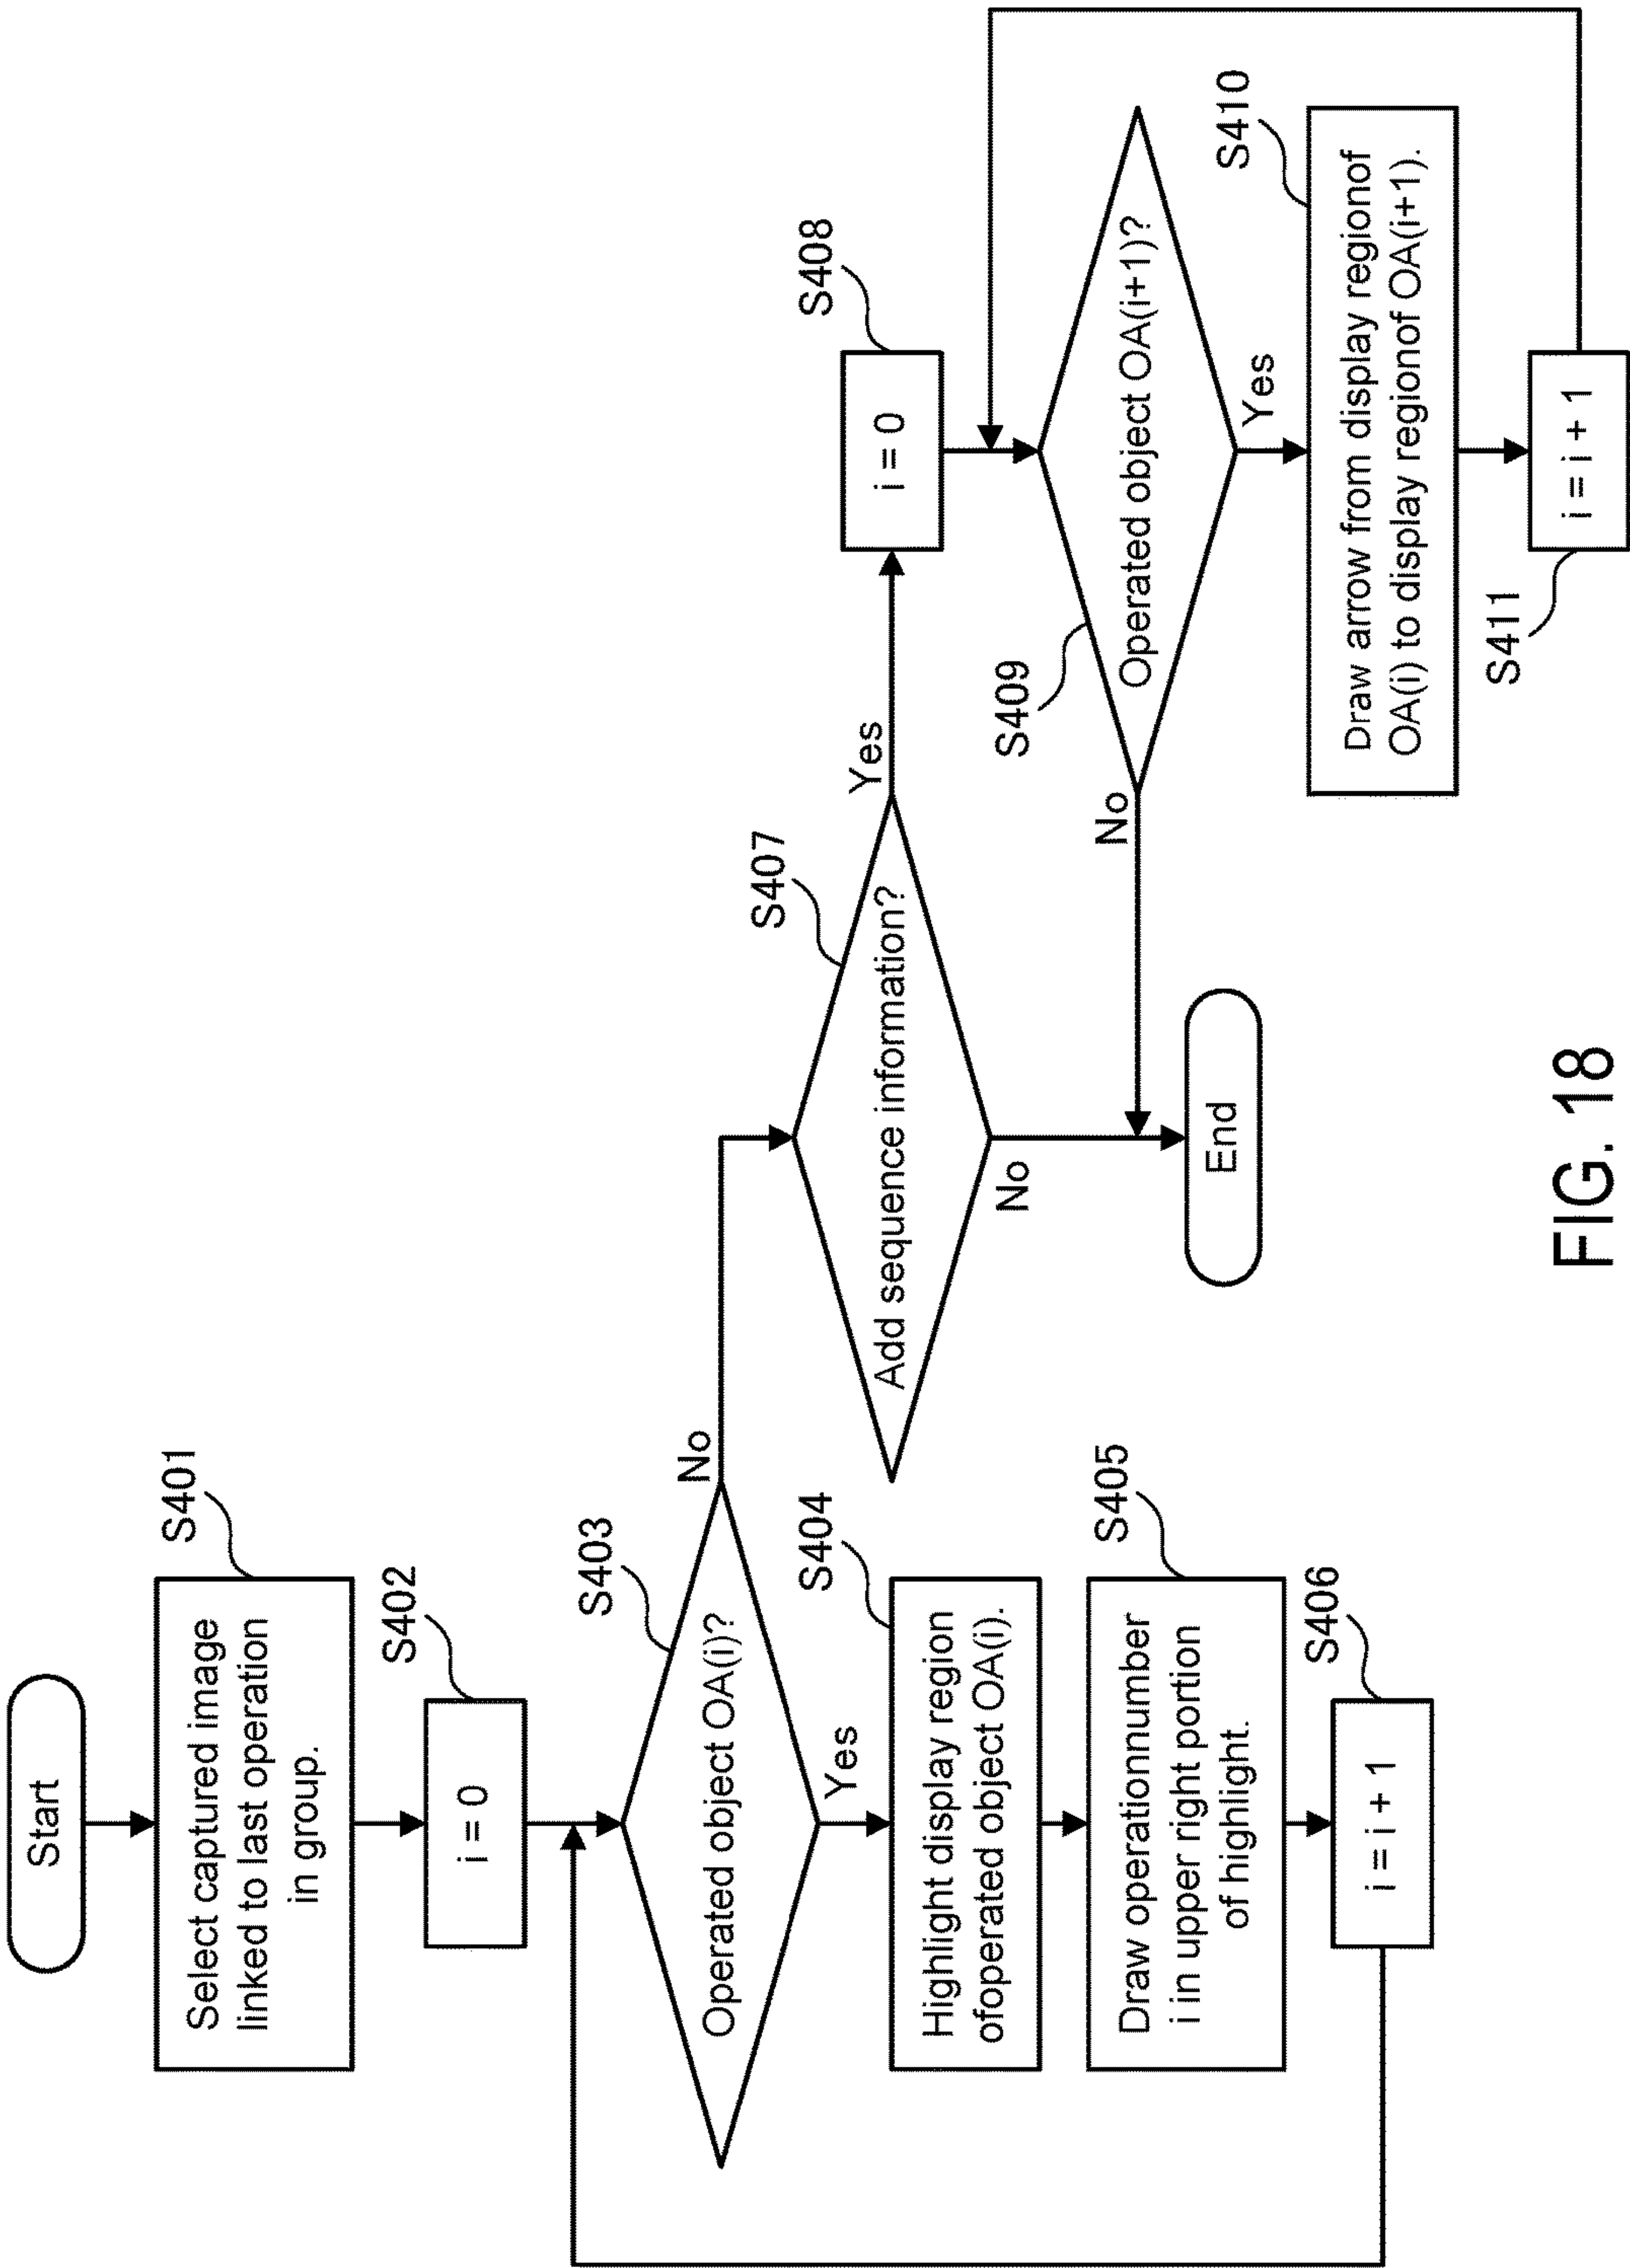 Start
S401
Select captured image
linked to last operation
in group.
S402
i = 0
S403
Operated object OA(i)?
No
Yes
S404
Highlight display region
ofoperated object OA(i).
S405
Draw operationnumber
i in upper right portion
of highlight.
S406
i = i + 1
S407
Add sequence information?
Yes
No
S408
i = 0
S409
Operated object OA(i+1)?
No
Yes
S410
Draw arrow from display regionof
OA(i) to display regionof OA(i+1).
S411
i = i + 1
End
FIG. 18